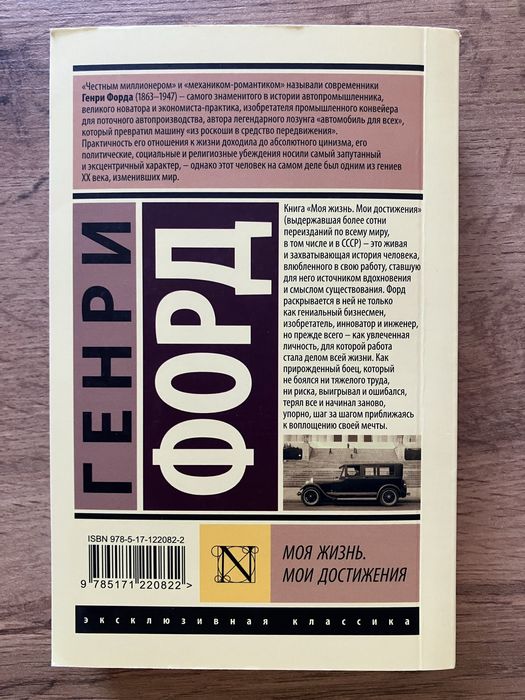 «Честным миллионером» и «механиком-романтиком» называли современники
Генри Форда (1863–1947) – самого знаменитого в истории автопромышленника,
великого новатора и экономиста-практика, изобретателя промышленного конвейера
для поточного автопроизводства, автора легендарного лозунга «автомобиль для всех»,
который превратил машину «из роскоши в средство передвижения».
Практичность его отношения к жизни доходила до абсолютного цинизма, его
политические, социальные и религиозные убеждения носили самый запутанный
и эксцентричный характер, – однако этот человек на самом деле был одним из гениев
XX века, изменивших мир.
ГЕНРИ
ФОРД
Книга «Моя жизнь. Мои достижения»
(выдержавшая более сотни
переизданий по всему миру,
в том числе и в СССР) – это живая
и захватывающая история человека,
влюбленного в свою работу, ставшую
для него источником вдохновения
и смыслом существования. Форд
раскрывается в ней не только
как гениальный бизнесмен,
изобретатель, инноватор и инженер,
но прежде всего – как увлеченная
личность, для которой работа
стала делом всей жизни. Как
прирожденный боец, который
не боялся ни тяжелого труда,
ни риска, выигрывал и ошибался,
терял все и начинал заново,
упорно, шаг за шагом приближаясь
к воплощению своей мечты.
ISBN 978-5-17-122082-2
9 785171 220822 >
N
МОЯ ЖИЗНЬ.
МОИ ДОСТИЖЕНИЯ
эксклюзивная классика